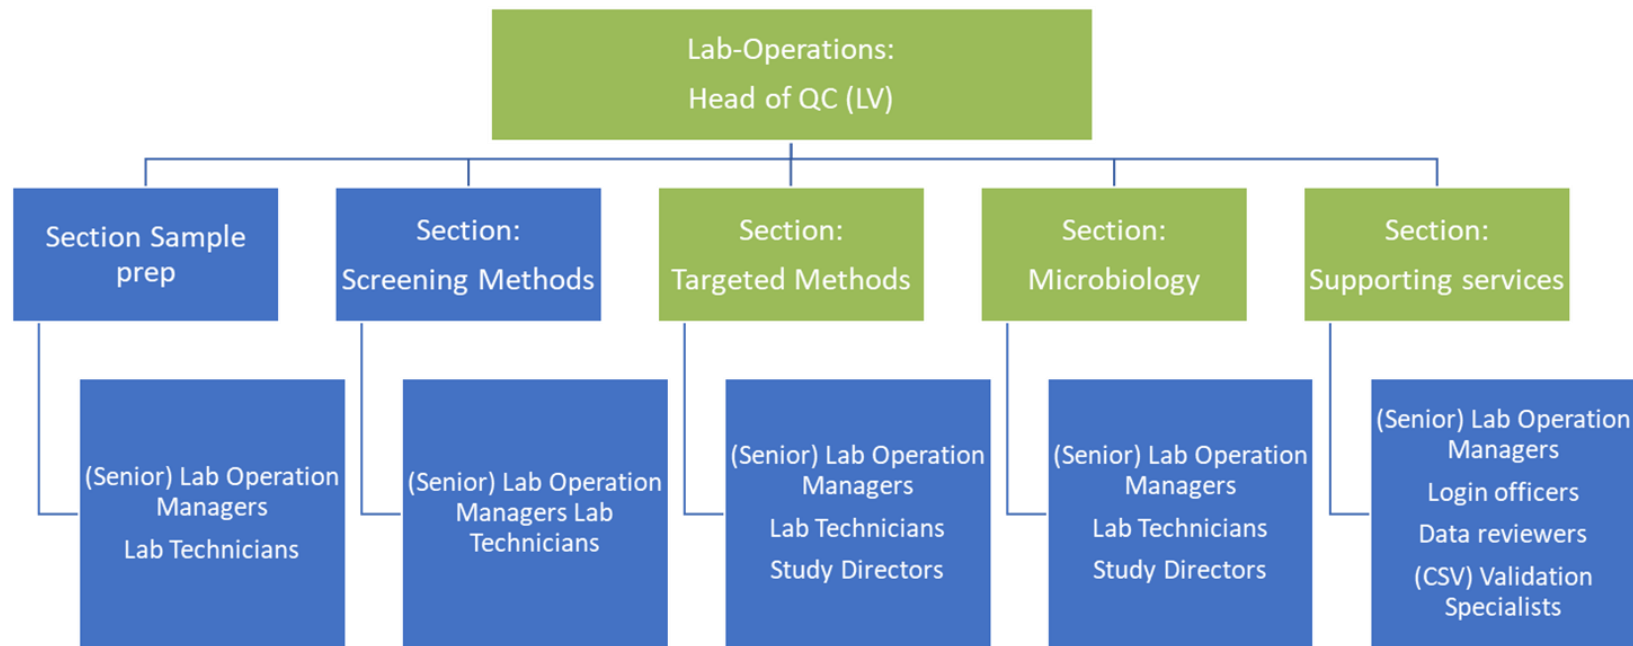 Lab-Operations:
Head of QC (LV)
Section Sample
prep
Section:
Screening Methods
Section:
Targeted Methods
Section:
Microbiology
Section:
Supporting services
(Senior) Lab Operation
Managers
Lab Technicians
(Senior) Lab Operation
Managers Lab
Technicians
(Senior) Lab Operation
Managers
Lab Technicians
Study Directors
(Senior) Lab Operation
Managers
Lab Technicians
Study Directors
(Senior) Lab Operation
Managers
Login officers
Data reviewers
(CSV) Validation
Specialists